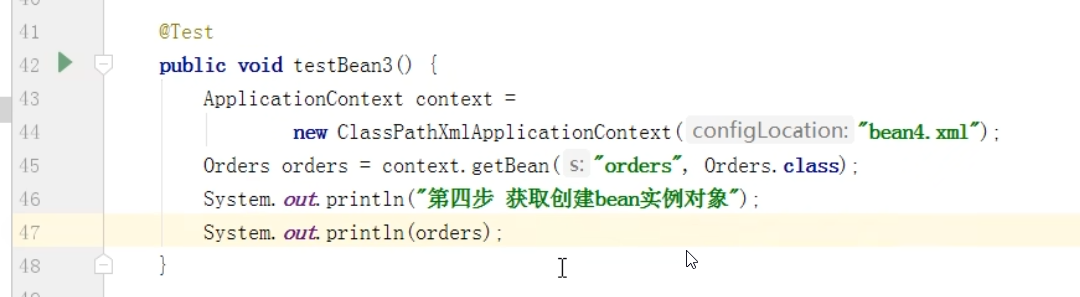 41 @Test
42 public void testBean3() {
43 ApplicationContext context =
44 new ClassPathXmlApplicationContext( configLocation: "bean4.xml");
45 Orders orders = context.getBean( s: "orders", Orders.class);
46 System.out.println("第四步 获取创建bean实例对象");
47 System.out.println(orders);
48 }